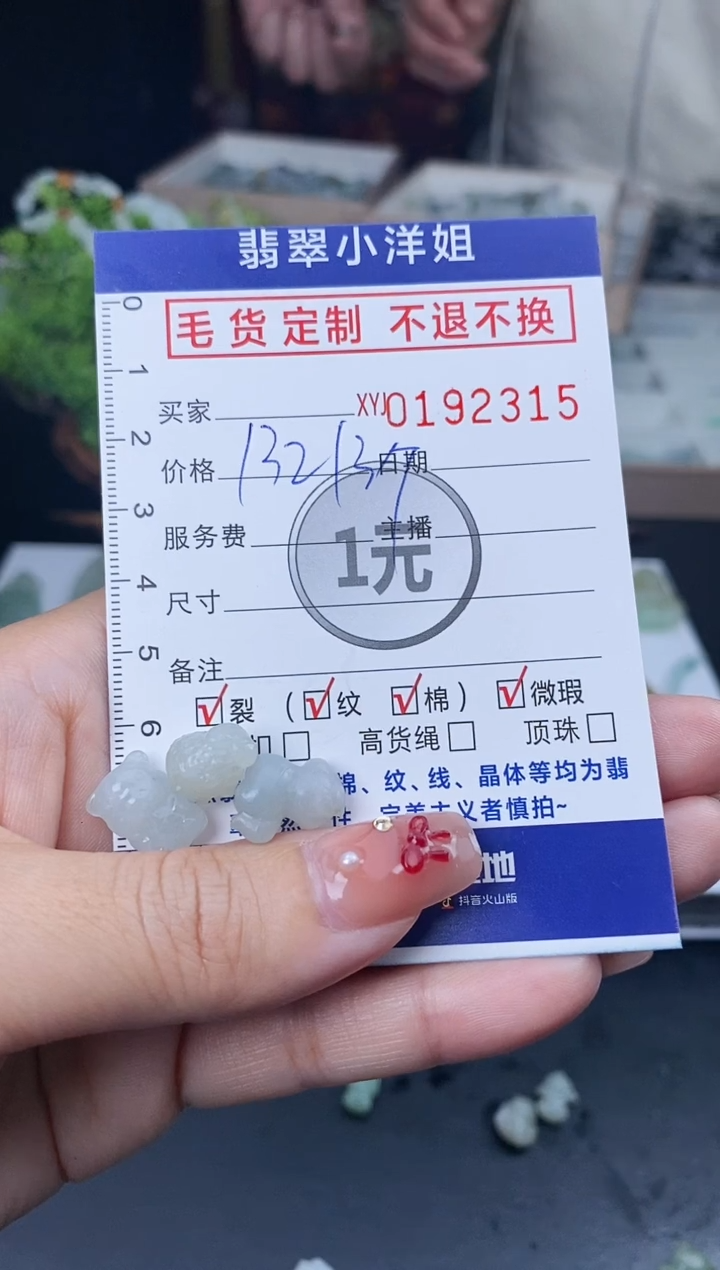 翡翠小洋姐
毛货定制 不退不换
0
1
2
3
4
5
6
买家 XYJ0192315
价格 日期
服务费 主播
1元
尺寸
备注
裂 (纹 棉) 微瑕
扣 高货绳 顶珠
棉、纹、线、晶体等均为翡
完美主义者慎拍~
地
抖音火山版